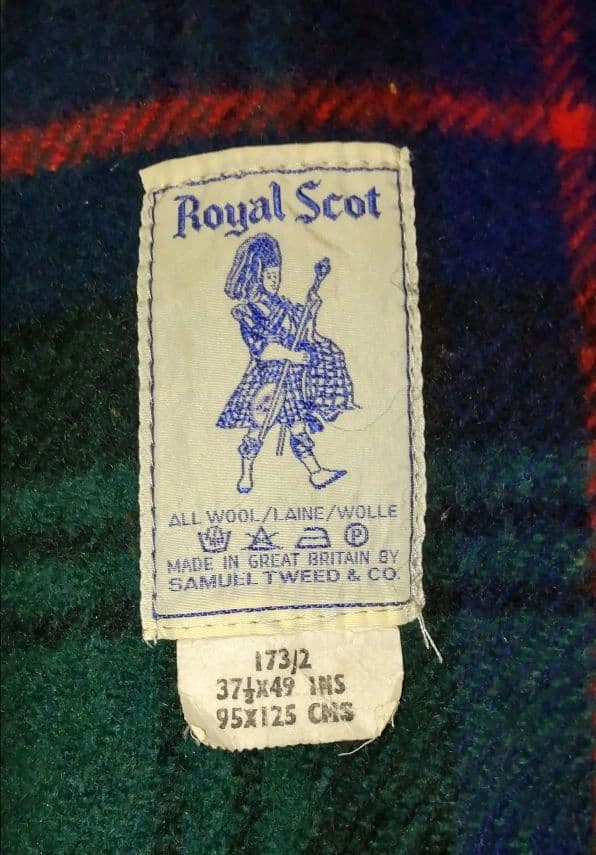 Royal Scot
ALL WOOL/LAINE/WOLLE
P
MADE IN GREAT BRITAIN BY
SAMUEL TWEED & CO.
173/2
37½X49 INS
95X125 CMS